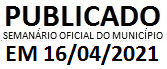 PUBLICADO
SEMANÁRIO OFICIAL DO MUNICÍPIO
EM 16/04/2021